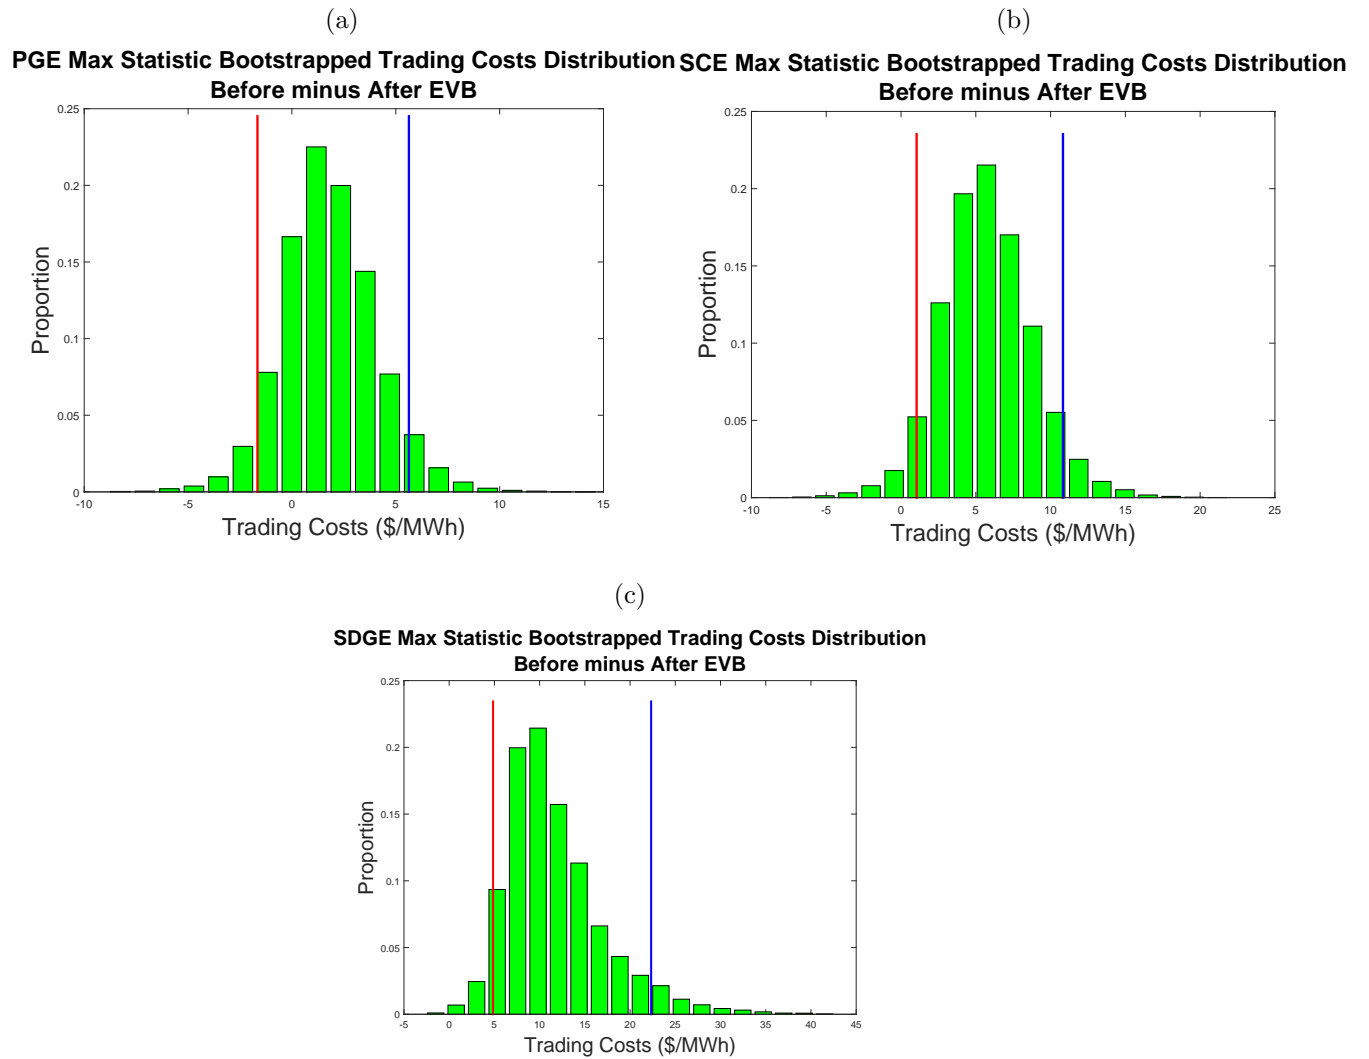 (a)
PGE Max Statistic Bootstrapped Trading Costs Distribution
Before minus After EVB
0.25
0.2
0.15
0.1
0.05
0
-10
-5
0
5
10
15
Proportion
Trading Costs ($/MWh)
(b)
SCE Max Statistic Bootstrapped Trading Costs Distribution
Before minus After EVB
0.25
0.2
0.15
0.1
0.05
0
-10
-5
0
5
10
15
20
25
Proportion
Trading Costs ($/MWh)
(c)
SDGE Max Statistic Bootstrapped Trading Costs Distribution
Before minus After EVB
0.25
0.2
0.15
0.1
0.05
0
-5
0
5
10
15
20
25
30
35
40
45
Proportion
Trading Costs ($/MWh)